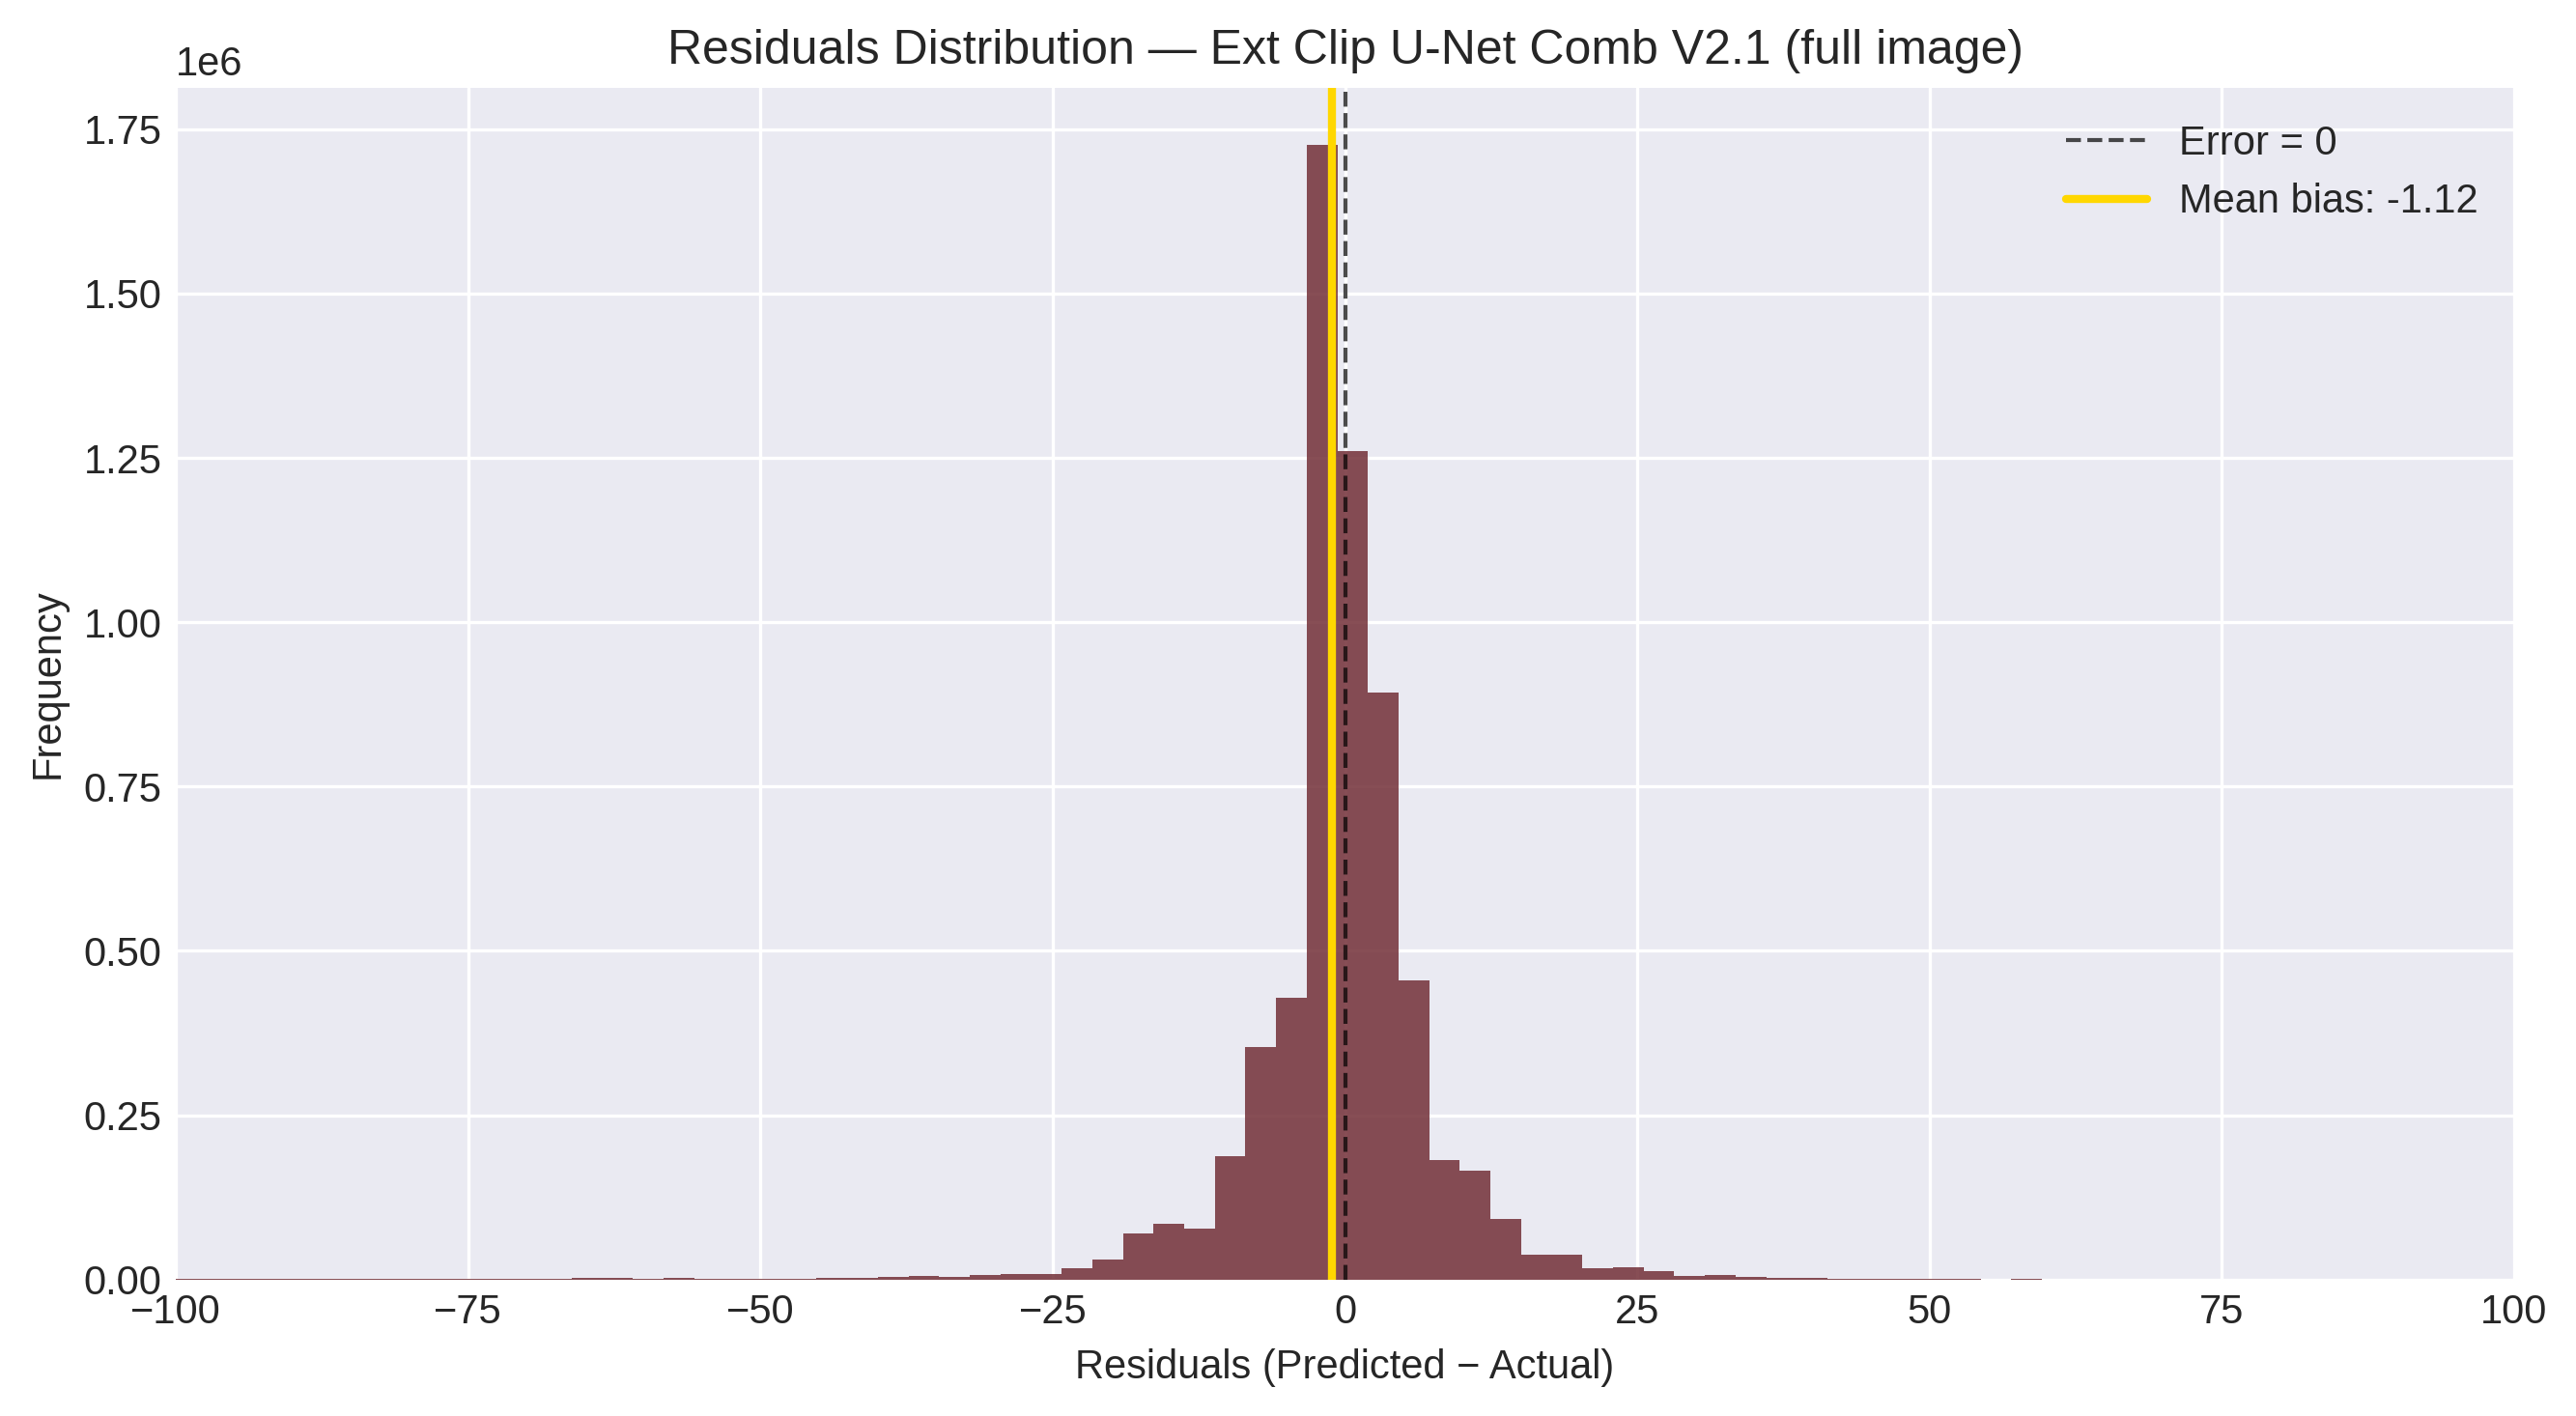 Residuals Distribution — Ext Clip U-Net Comb V2.1 (full image)
1e6
1.75
1.50
1.25
1.00
0.75
0.50
0.25
0.00
Frequency
Error = 0
Mean bias: -1.12
−100
−75
−50
−25
0
25
50
75
100
Residuals (Predicted − Actual)